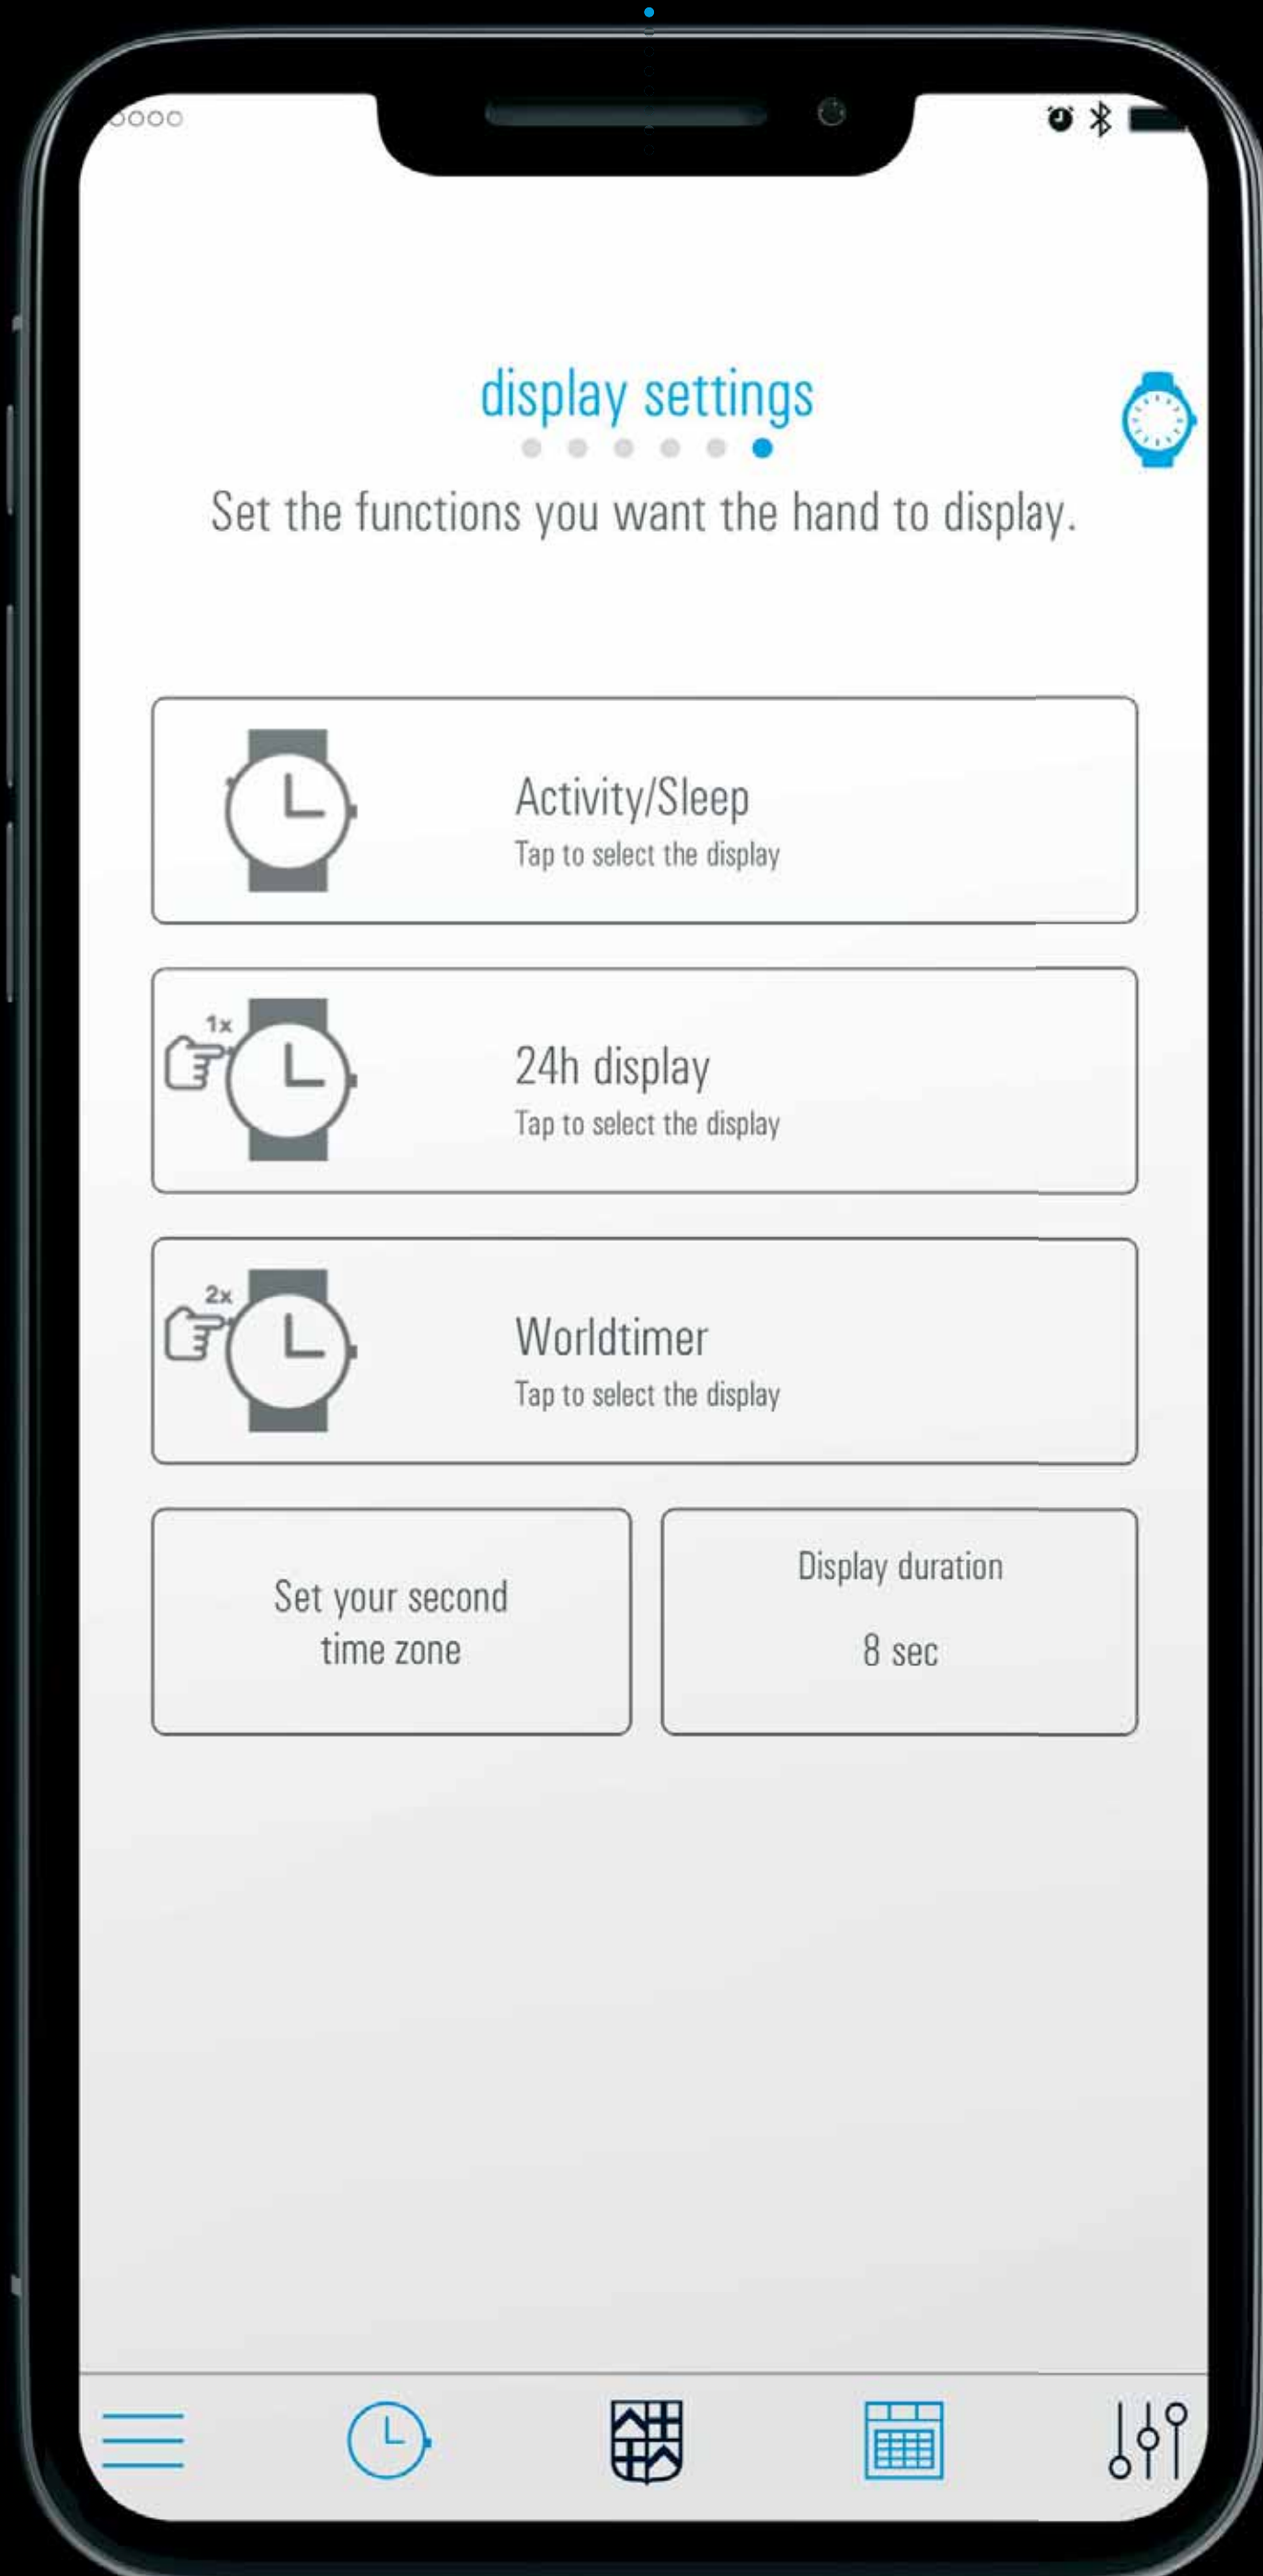 display settings
Set the functions you want the hand to display.
Activity/Sleep
Tap to select the display
1x
24h display
Tap to select the display
2x
Worldtimer
Tap to select the display
Set your second
time zone
Display duration
8 sec